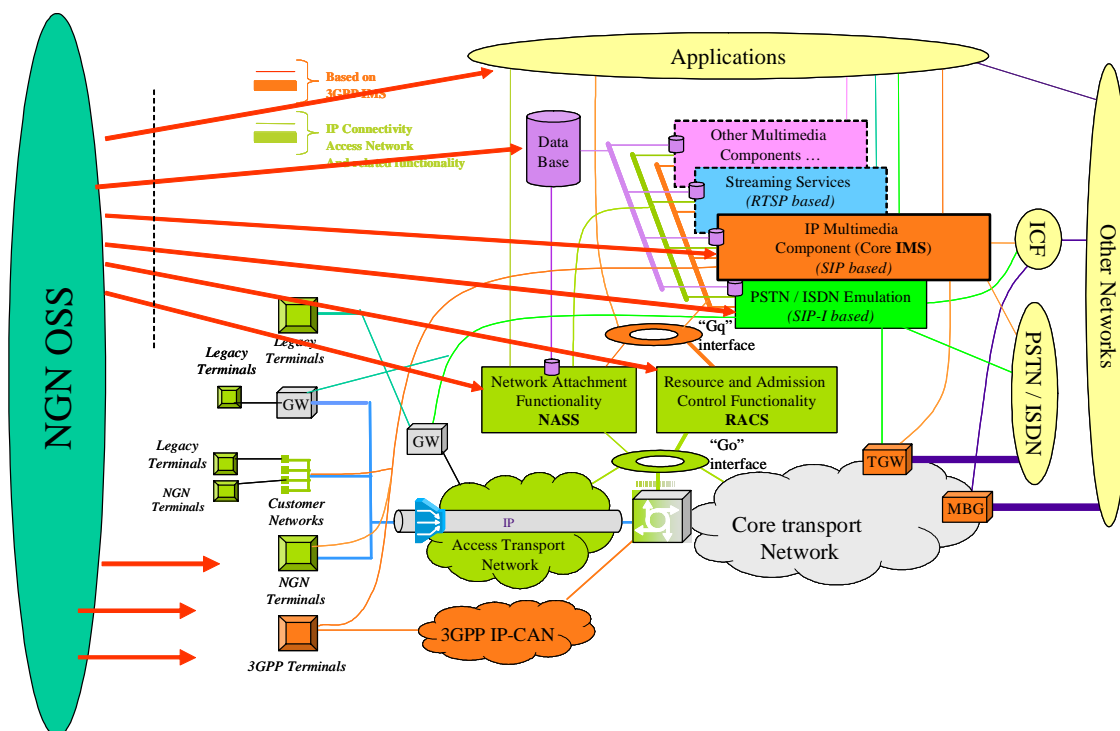 Applications
Based on
3GPP IMS
IP Connectivity
Access Network
And related functionality
Data
Base
Other Multimedia
Components …
Streaming Services
(RTSP based)
IP Multimedia
Component (Core IMS)
(SIP based)
PSTN / ISDN Emulation
(SIP-I based)
ICF
Other Networks
PSTN / ISDN
NGN OSS
"Gq"
interface
Legacy
Terminals
Legacy
Terminals
GW
Network Attachment
Functionality
NASS
Resource and Admission
Control Functionality
RACS
GW
"Go"
interface
Legacy
Terminals
NGN
Terminals
Customer
Networks
TGW
MBG
IP
Access Transport
Network
Core transport
Network
NGN
Terminals
3GPP IP-CAN
3GPP Terminals